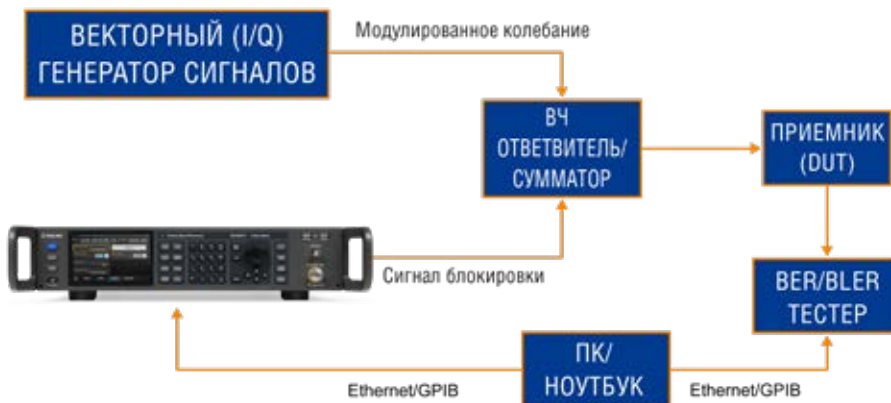 ВЕКТОРНЫЙ (I/Q)
ГЕНЕРАТОР СИГНАЛОВ
Модулированное колебание
ВЧ
ОТВЕТВИТЕЛЬ/
СУММАТОР
ПРИЕМНИК
(DUT)
Сигнал блокировки
BER/BLER
ТЕСТЕР
ПК/
НОУТБУК
Ethernet/GPIB
Ethernet/GPIB